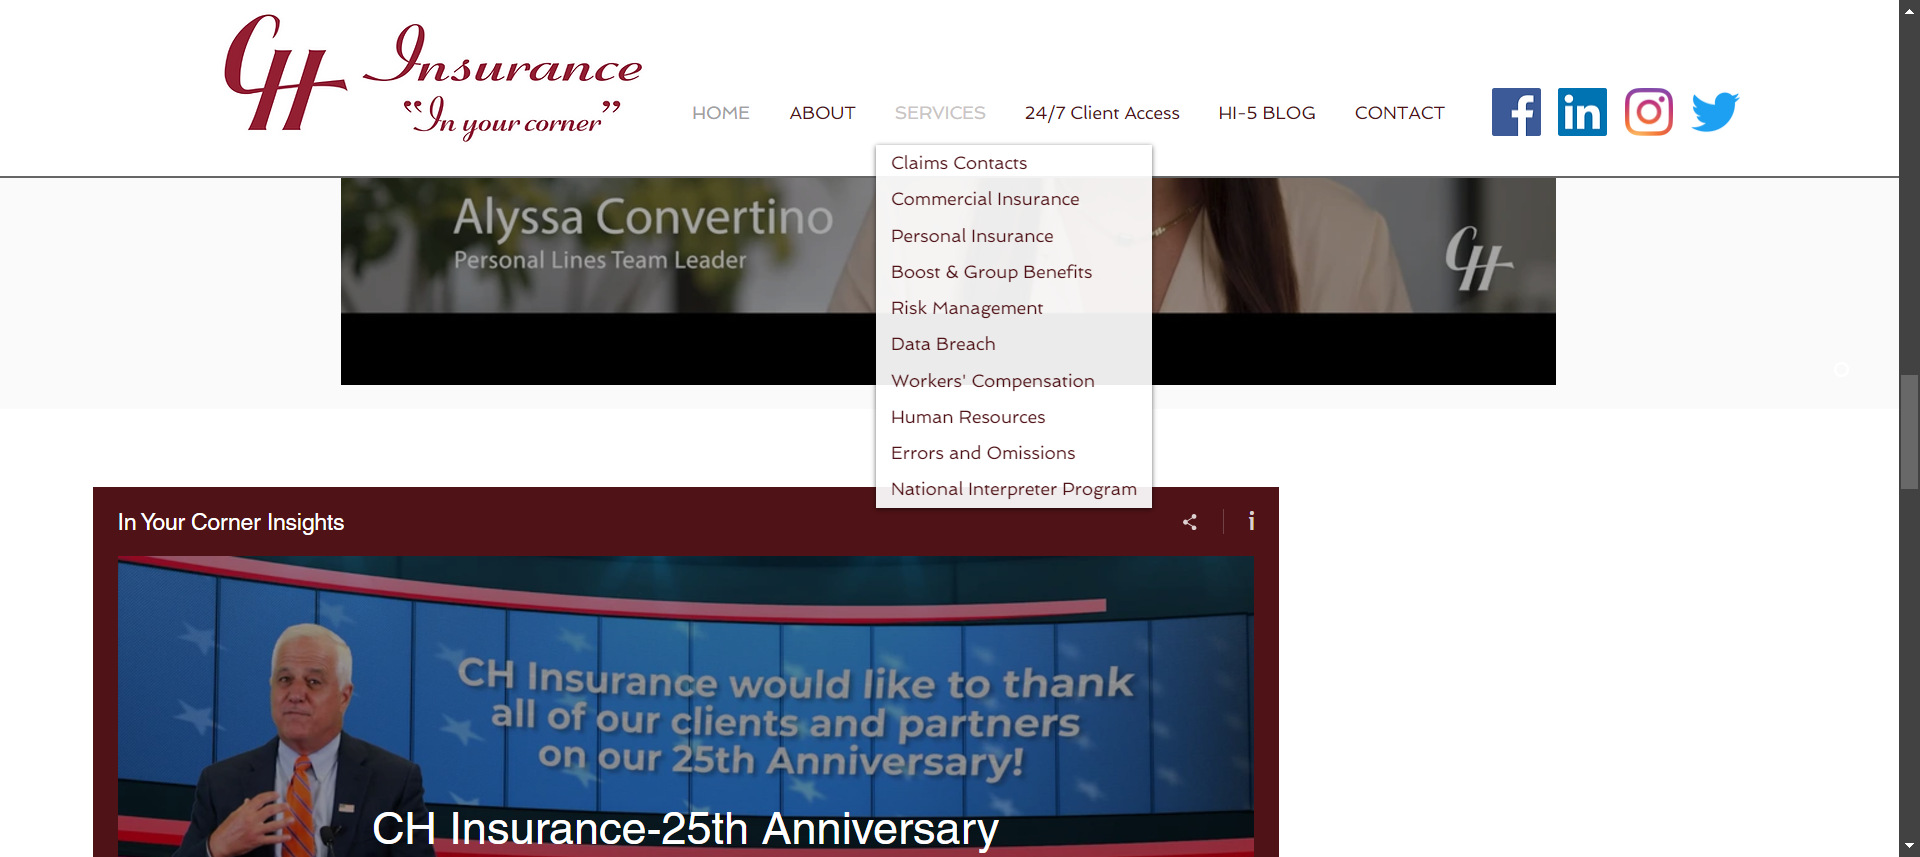 CH Insurance
"In your corner"
HOME ABOUT SERVICES 24/7 Client Access HI-5 BLOG CONTACT
Claims Contacts
Commercial Insurance
Personal Insurance
Boost & Group Benefits
Risk Management
Data Breach
Workers' Compensation
Human Resources
Errors and Omissions
National Interpreter Program
Alyssa Convertino
Personal Lines Team Leader
CH
In Your Corner Insights
CH Insurance would like to thank
all of our clients and partners
on our 25th Anniversary!
CH Insurance-25th Anniversary